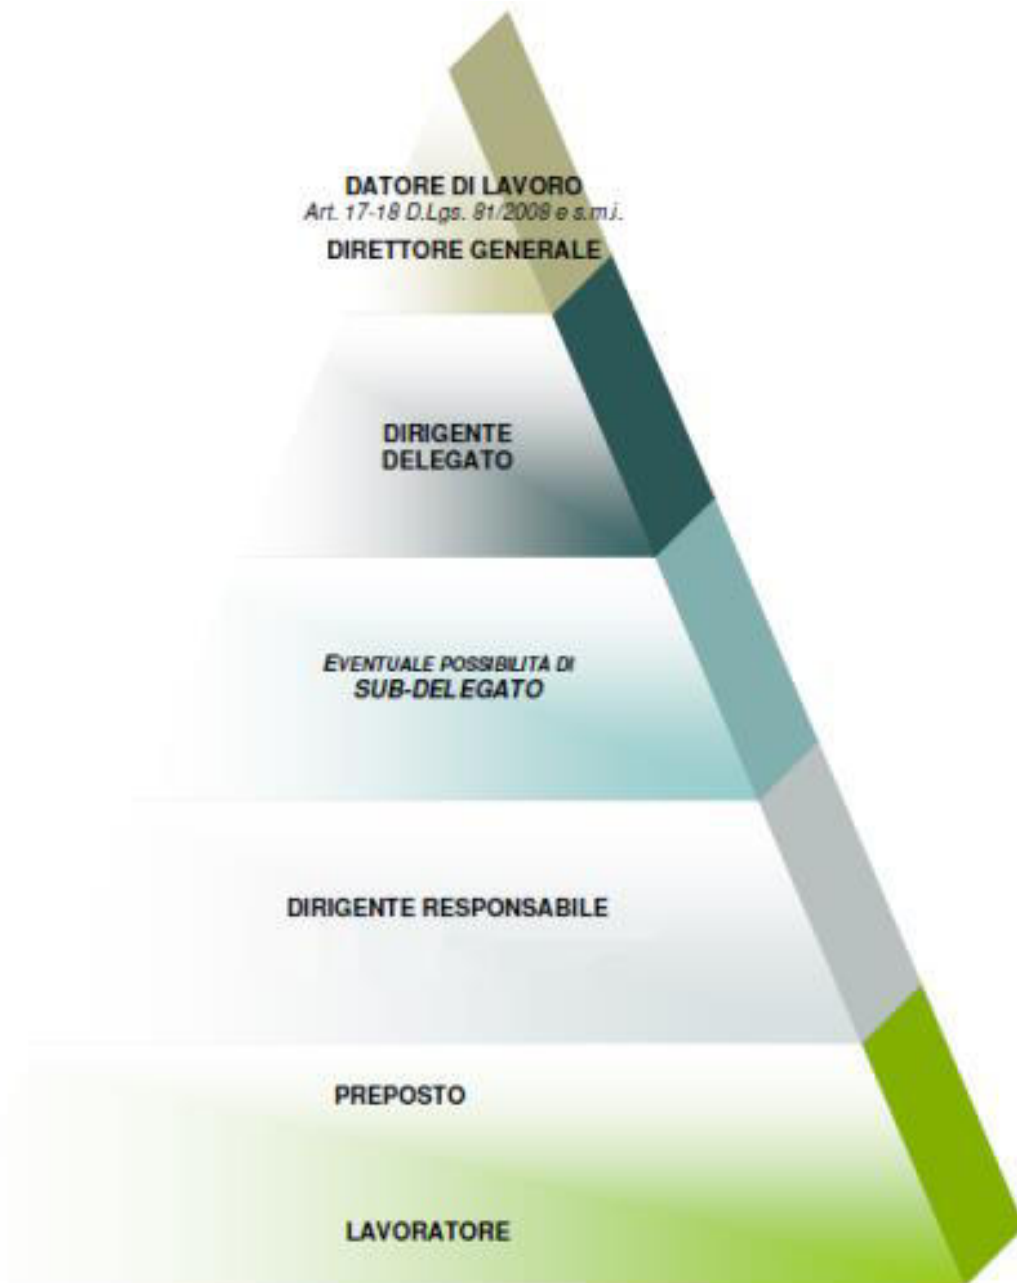 DATORE DI LAVORO
Art. 17-18 D.Lgs. 81/2008 e s.m.i.
DIRETTORE GENERALE
DIRIGENTE
DELEGATO
EVENTUALE POSSIBILITÀ DI
SUB-DELEGATO
DIRIGENTE RESPONSABILE
PREPOSTO
LAVORATORE